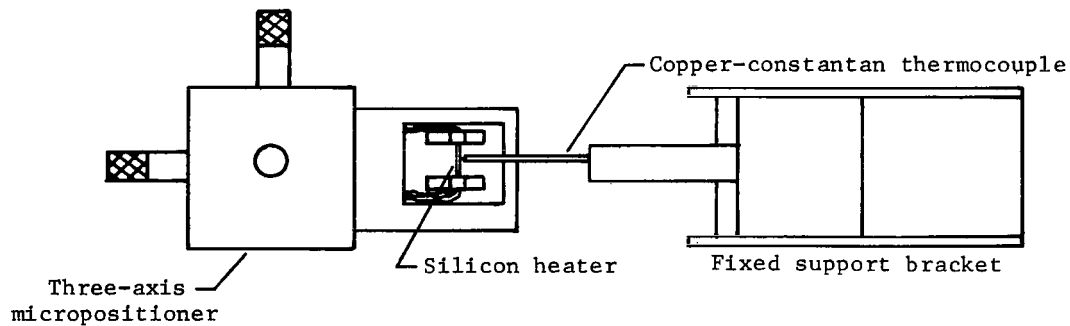 Copper-constantan thermocouple
Silicon heater
Fixed support bracket
Three-axis
micropositioner